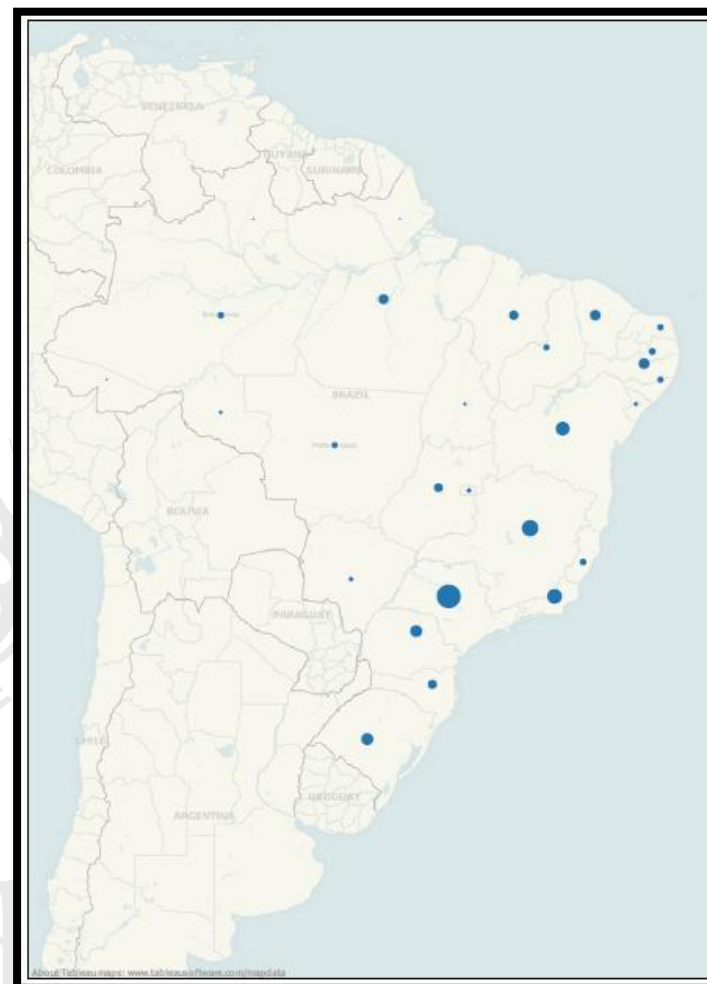 VENEZUELA
GUYANA
COLOMBIA
SURINAME
BRAZIL
BOLIVIA
PARAGUAY
CHILE
URUGUAY
ARGENTINA
About Tableau maps: www.tableausoftware.com/mapdata